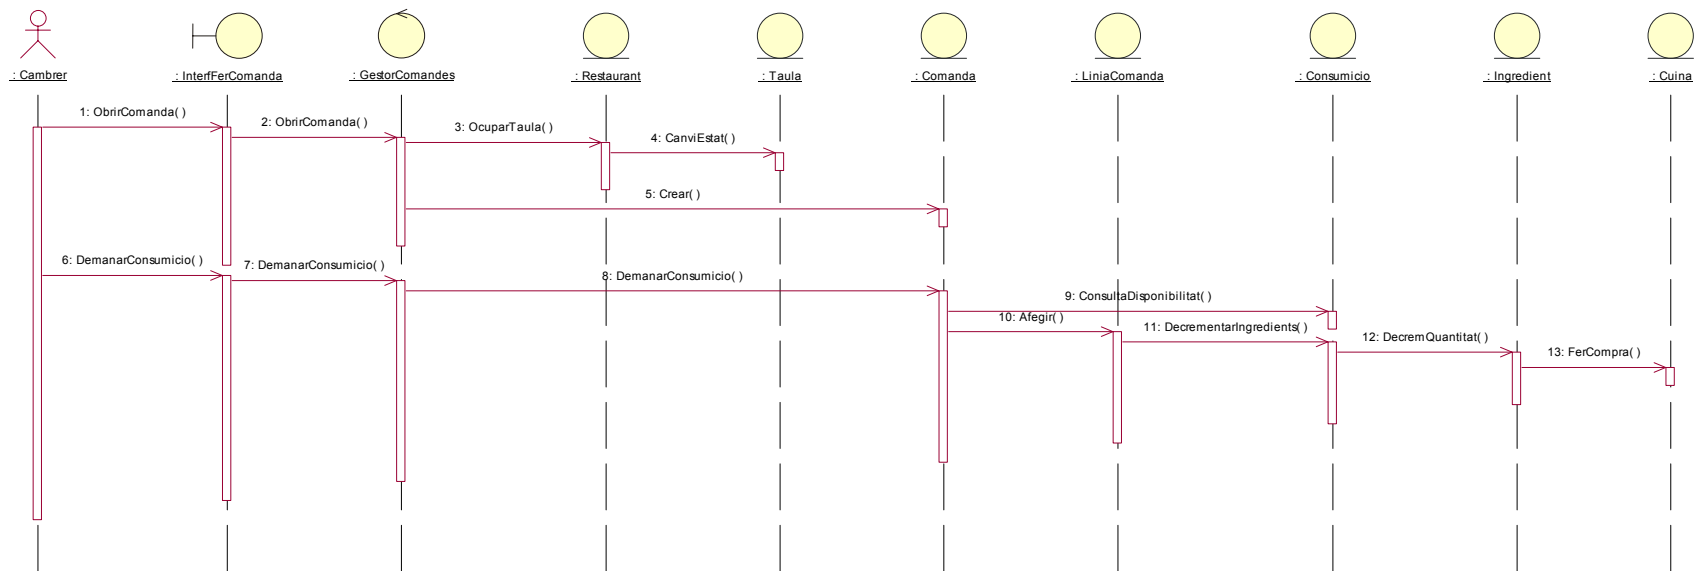 : Cambrer
: InterfFerComanda
: GestorComandes
: Restaurant
: Taula
: Comanda
: LiniaComanda
: Consumicio
: Ingredient
: Cuina
1: ObrirComanda( )
2: ObrirComanda( )
3: OcuparTaula( )
4: CanviEstat( )
5: Crear( )
6: DemanarConsumicio( )
7: DemanarConsumicio( )
8: DemanarConsumicio( )
9: ConsultaDisponibilitat( )
10: Afegir( )
11: DecrementarIngredients( )
12: DecremQuantitat( )
13: FerCompra( )